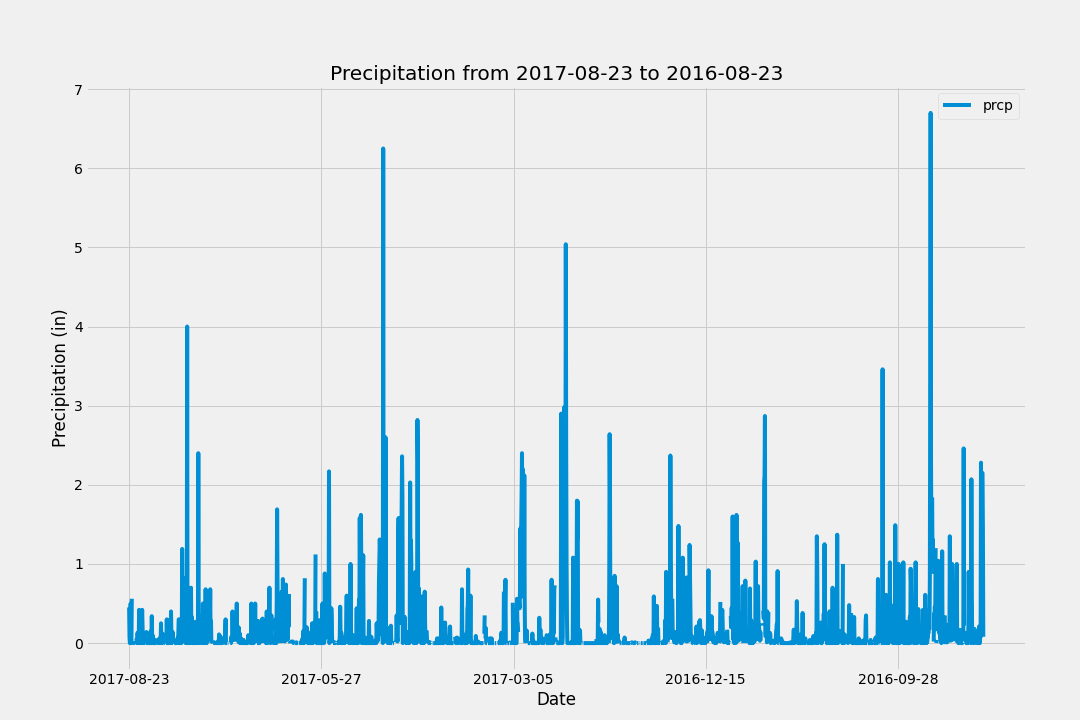 Precipitation from 2017-08-23 to 2016-08-23
prcp
7
6
5
4
3
2
1
0
Precipitation (in)
2017-08-23 2017-05-27 2017-03-05 2016-12-15 2016-09-28
Date